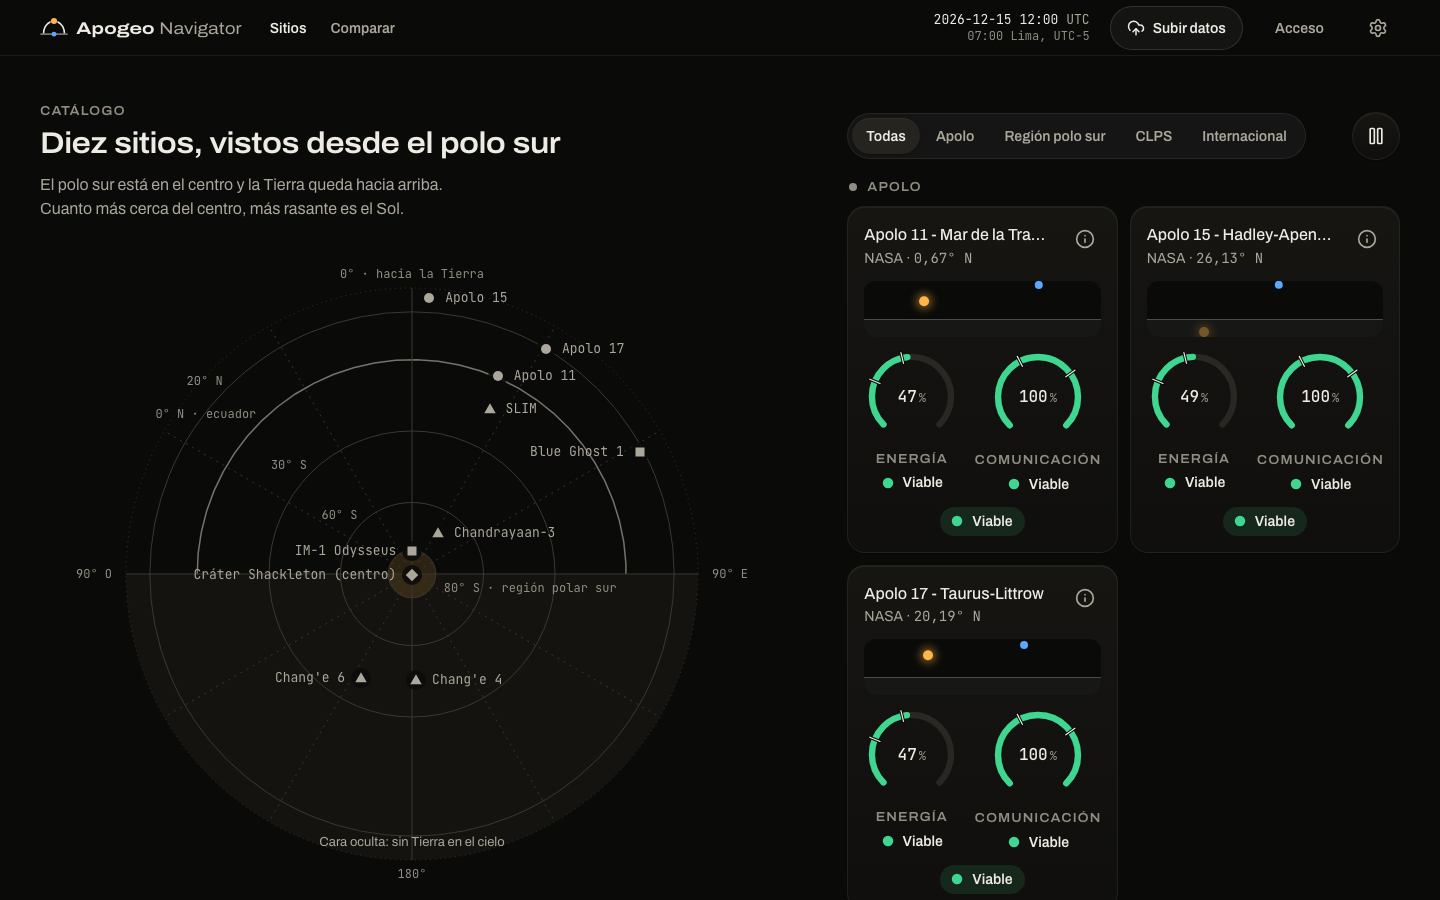 Apogeo Navigator
Sitios
Comparar
2026-12-15 12:00 UTC
07:00 Lima, UTC-5
Subir datos
Acceso
CATÁLOGO
Diez sitios, vistos desde el polo sur
El polo sur está en el centro y la Tierra queda hacia arriba.
Cuanto más cerca del centro, más rasante es el Sol.
0° · hacia la Tierra
Apolo 15
Apolo 17
Apolo 11
20° N
SLIM
0° N · ecuador
Blue Ghost 1
30° S
60° S
Chandrayaan-3
IM-1 Odysseus
90° O
Cráter Shackleton (centro)
80° S · región polar sur
90° E
Chang'e 6
Chang'e 4
Cara oculta: sin Tierra en el cielo
180°
Todas
Apolo
Región polo sur
CLPS
Internacional
APOLO
Apolo 11 - Mar de la Tra...
NASA · 0,67° N
47%
100%
ENERGÍA
COMUNICACIÓN
Viable
Viable
Viable
Apolo 15 - Hadley-Apen...
NASA · 26,13° N
49%
100%
ENERGÍA
COMUNICACIÓN
Viable
Viable
Viable
Apolo 17 - Taurus-Littrow
NASA · 20,19° N
47%
100%
ENERGÍA
COMUNICACIÓN
Viable
Viable
Viable